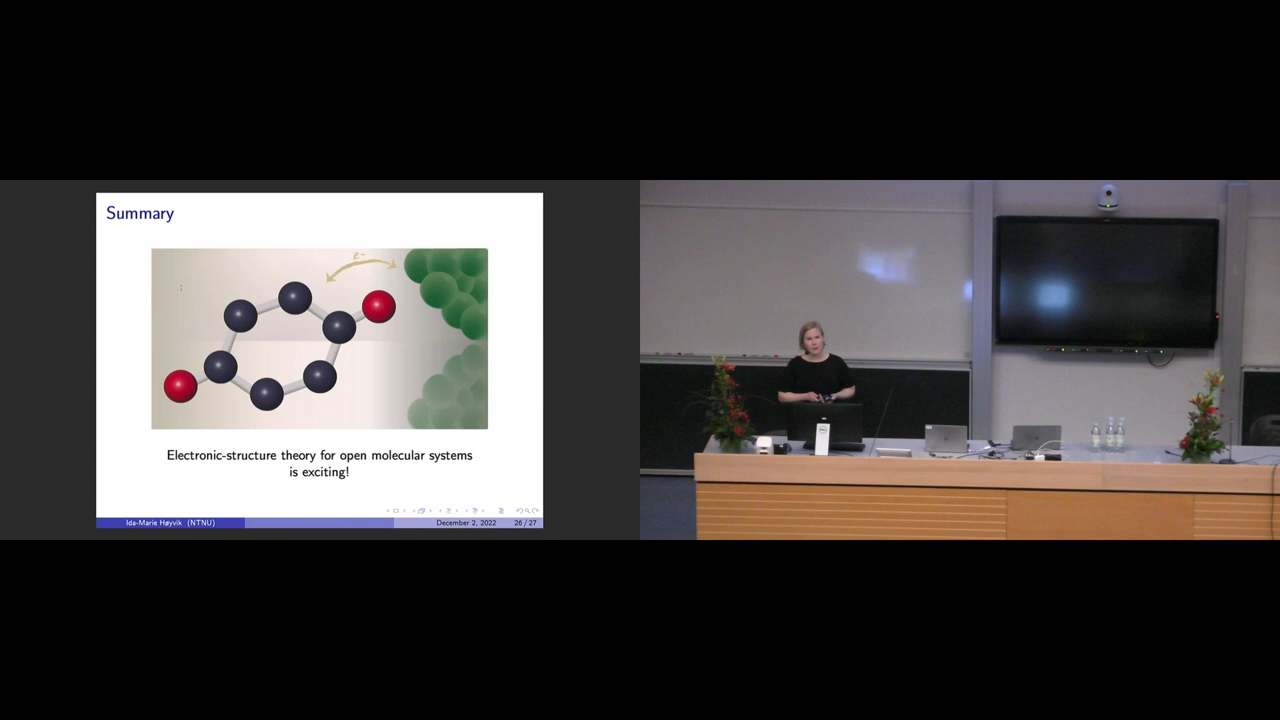 Summary
e-
Electronic-structure theory for open molecular systems
is exciting!
Ida-Marie Høyvik (NTNU)
December 2, 2022
26 / 27
DELL